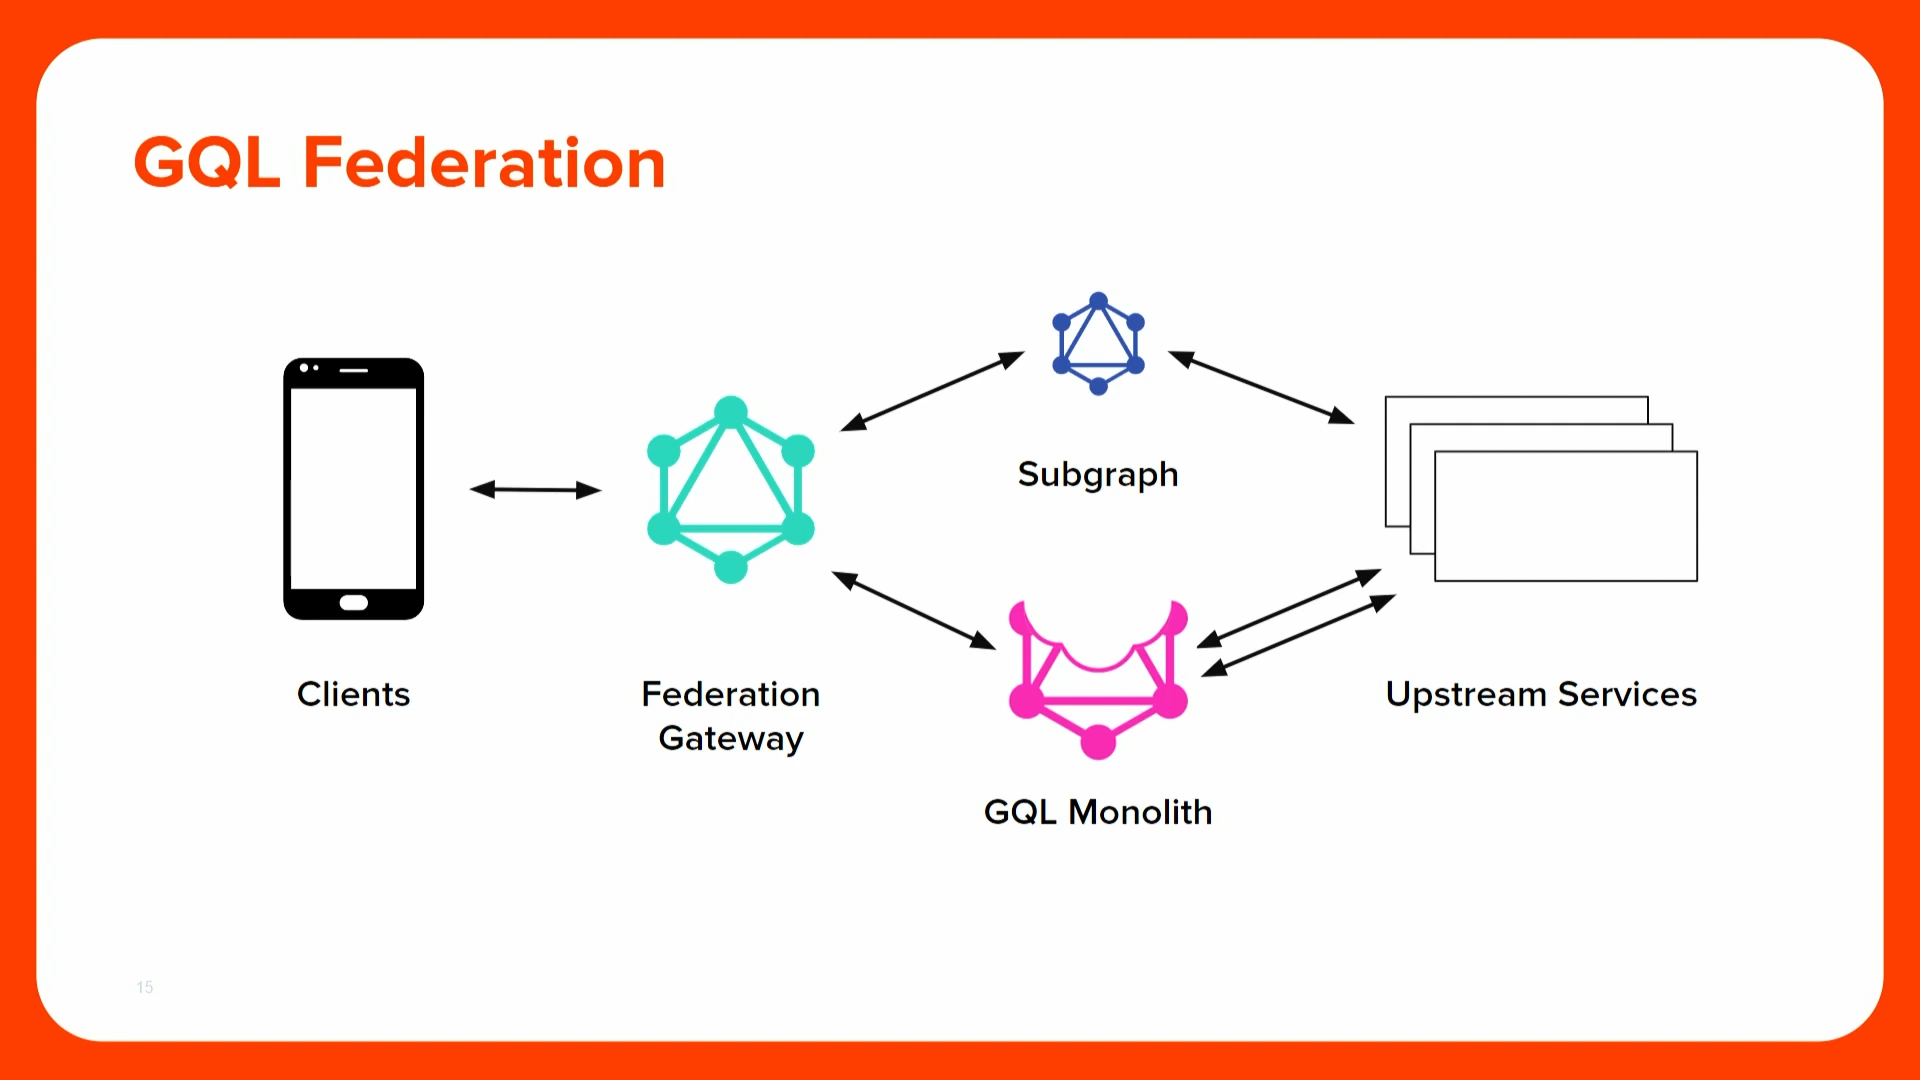 GQL Federation
Subgraph
Clients
Federation
Gateway
Upstream Services
GQL Monolith
15